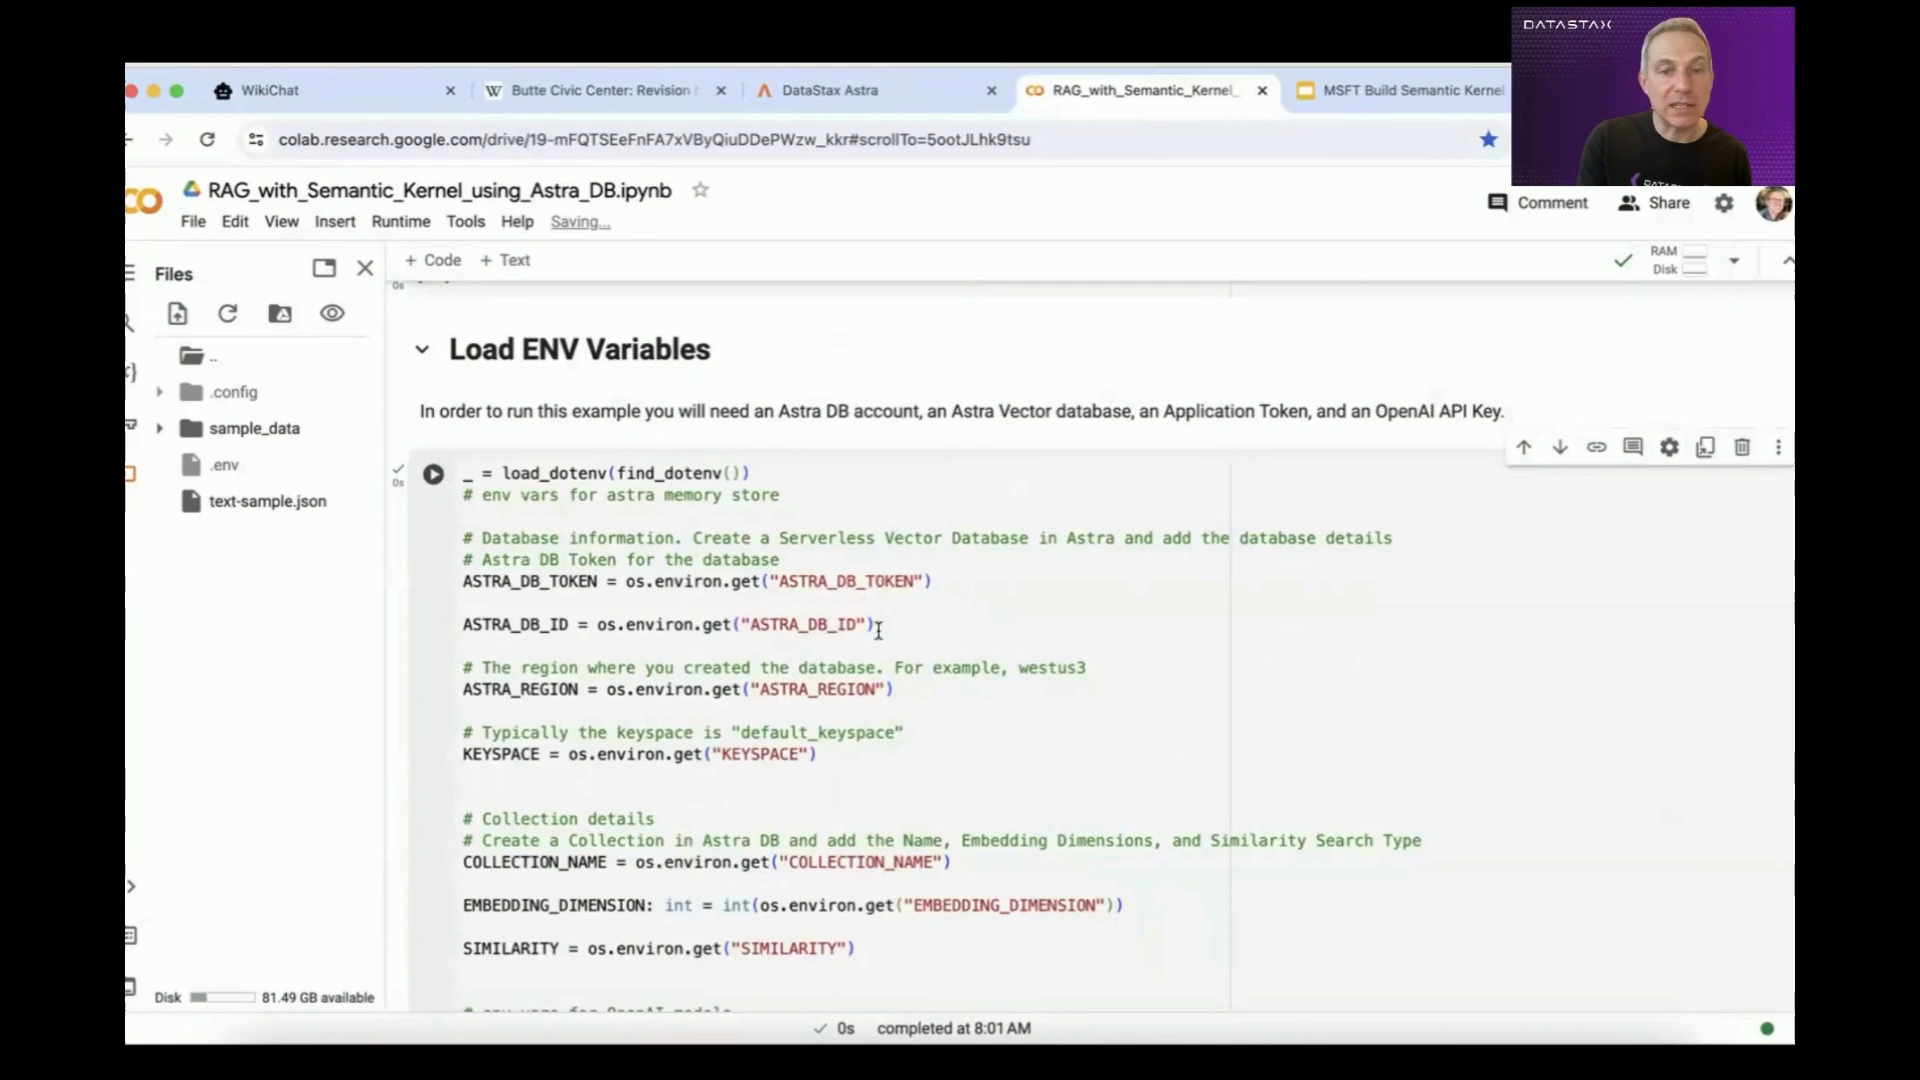 DATASTAX
WikiChat
Butte Civic Center: Revision
DataStax Astra
RAG_with_Semantic_Kernel_
MSFT Build Semantic Kernel
colab.research.google.com/drive/19-mFQTSEeFnFA7xVByQiuDDePWzw_kkr#scrollTo=5ootJLhk9tsu
RAG_with_Semantic_Kernel_using_Astra_DB.ipynb
Comment
Share
File Edit View Insert Runtime Tools Help Saving...
Files
+ Code + Text
RAM
Disk
0s
..
.config
sample_data
.env
text-sample.json
Load ENV Variables
In order to run this example you will need an Astra DB account, an Astra Vector database, an Application Token, and an OpenAI API Key.
0s
_ = load_dotenv(find_dotenv())
# env vars for astra memory store
# Database information. Create a Serverless Vector Database in Astra and add the database details
# Astra DB Token for the database
ASTRA_DB_TOKEN = os.environ.get("ASTRA_DB_TOKEN")
ASTRA_DB_ID = os.environ.get("ASTRA_DB_ID")
# The region where you created the database. For example, westus3
ASTRA_REGION = os.environ.get("ASTRA_REGION")
# Typically the keyspace is "default_keyspace"
KEYSPACE = os.environ.get("KEYSPACE")
# Collection details
# Create a Collection in Astra DB and add the Name, Embedding Dimensions, and Similarity Search Type
COLLECTION_NAME = os.environ.get("COLLECTION_NAME")
EMBEDDING_DIMENSION: int = int(os.environ.get("EMBEDDING_DIMENSION"))
SIMILARITY = os.environ.get("SIMILARITY")
# env vars for OpenAI models
Disk 81.49 GB available
0s completed at 8:01 AM